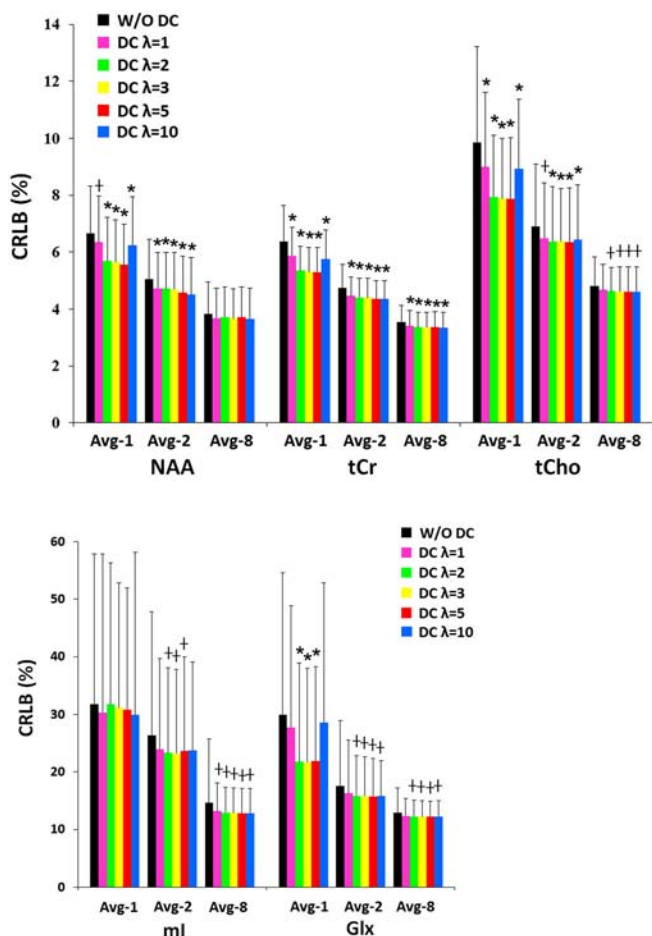 W/O DC
DC λ=1
DC λ=2
DC λ=3
DC λ=5
DC λ=10
CRLB (%)
14
12
10
8
6
4
2
0
‡ * * * * * * * * *
* * * * * * * * * * * * * * *
* * * * * ‡ * * * * ‡ ‡ ‡ ‡
Avg-1 Avg-2 Avg-8 Avg-1 Avg-2 Avg-8 Avg-1 Avg-2 Avg-8
NAA tCr tCho
W/O DC
DC λ=1
DC λ=2
DC λ=3
DC λ=5
DC λ=10
CRLB (%)
60
50
40
30
20
10
0
‡ ‡ ‡ ‡ ‡ ‡ ‡ ‡
* * * ‡ ‡ ‡ ‡ ‡ ‡ ‡ ‡
Avg-1 Avg-2 Avg-8 Avg-1 Avg-2 Avg-8
mI Glx